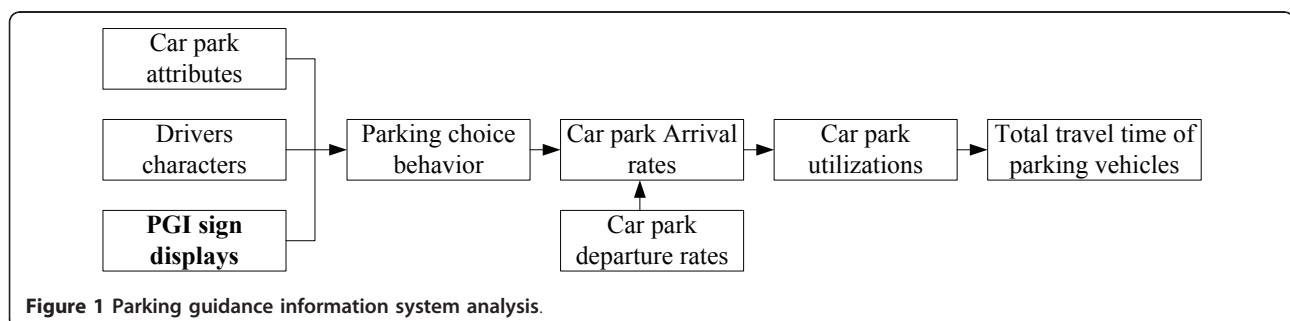 Car park
attributes
Drivers
characters
PGI sign
displays
Parking choice
behavior
Car park Arrival
rates
Car park
departure rates
Car park
utilizations
Total travel time of
parking vehicles
Figure 1 Parking guidance information system analysis.